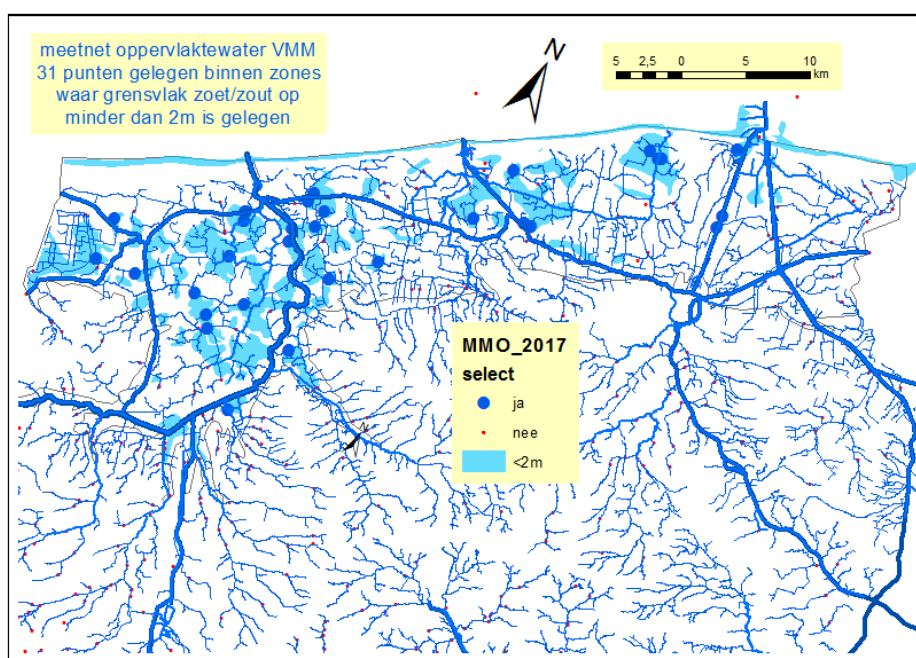 meetnet oppervlaktewater VMM
31 punten gelegen binnen zones
waar grensvlak zoet/zout op
minder dan 2m is gelegen
N
5 2,5 0 5 10
km
MMO_2017
select
ja
nee
<2m